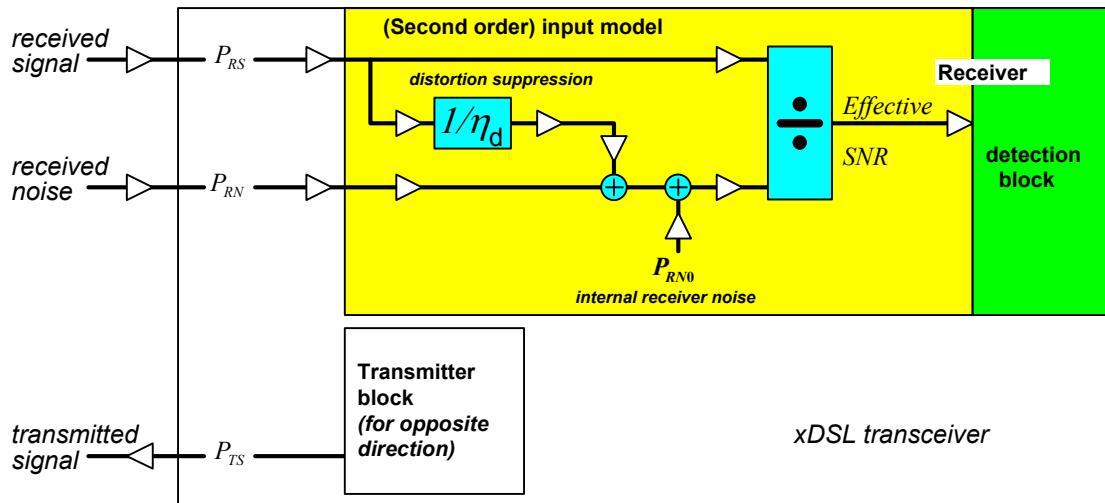 (Second order) input model
received
signal
P_RS
distortion suppression
1/η_d
Receiver
Effective
SNR
detection
block
received
noise
P_RN
P_RN0
internal receiver noise
Transmitter
block
(for opposite
direction)
transmitted
signal
P_TS
xDSL transceiver